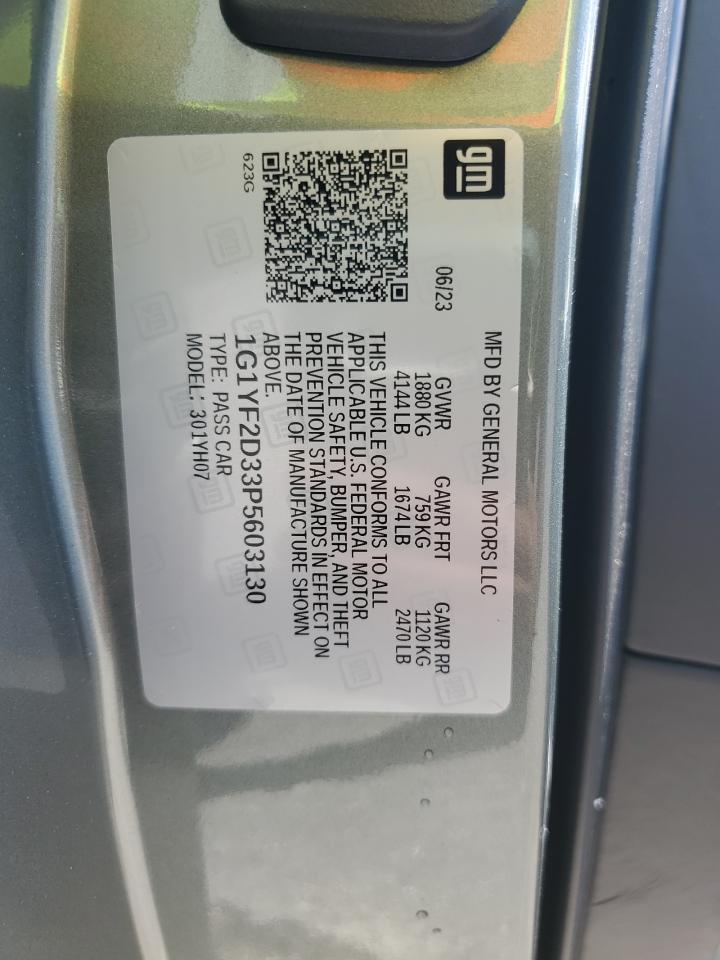 gm
MFD BY GENERAL MOTORS LLC
06/23
GVWR GAWR FRT GAWR RR
1880 KG 759 KG 1120 KG
4144 LB 1674 LB 2470 LB
THIS VEHICLE CONFORMS TO ALL
APPLICABLE U.S. FEDERAL MOTOR
VEHICLE SAFETY, BUMPER, AND THEFT
PREVENTION STANDARDS IN EFFECT ON
THE DATE OF MANUFACTURE SHOWN
ABOVE.
1G1YF2D33P5603130
TYPE: PASS CAR
MODEL: 301YH07
623G